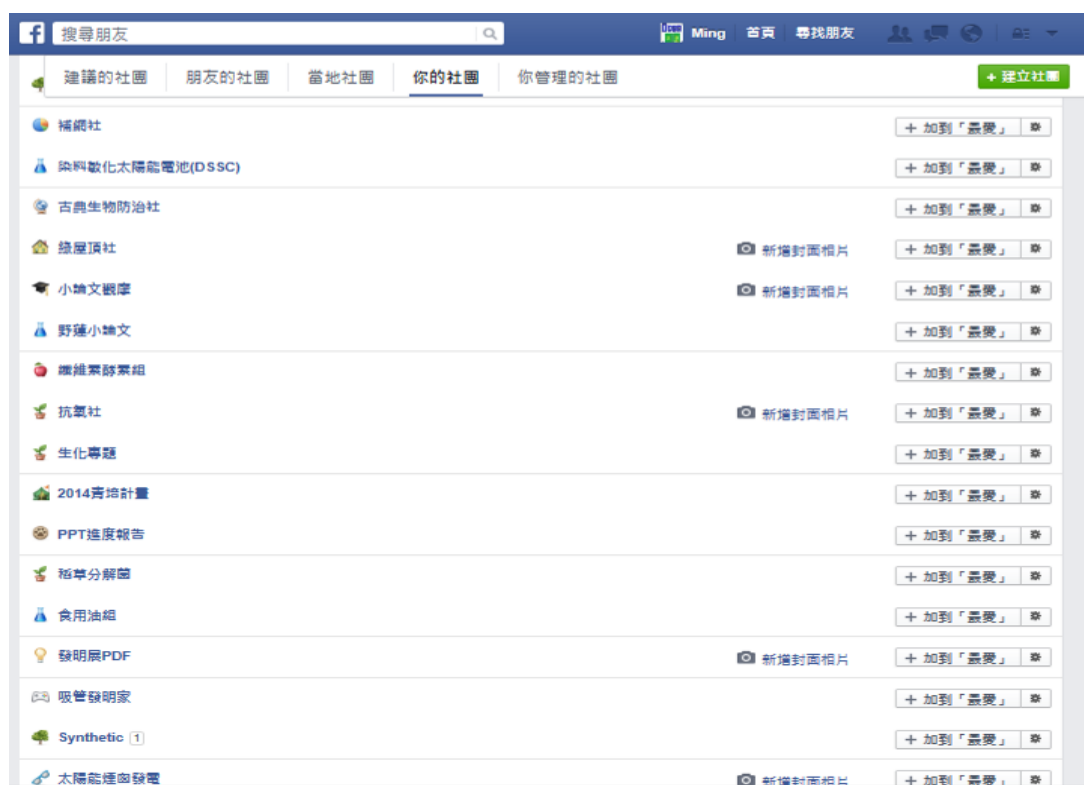 f 搜尋朋友 Ming 首頁 尋找朋友
建議的社團 朋友的社團 當地社團 你的社團 你管理的社團 + 建立社團
補網社 + 加到「最愛」
染料敏化太陽能電池(DSSC) + 加到「最愛」
古典生物防治社 + 加到「最愛」
綠屋頂社 新增封面相片 + 加到「最愛」
小論文觀摩 新增封面相片 + 加到「最愛」
野蓮小論文 + 加到「最愛」
纖維素酵素組 + 加到「最愛」
抗氧社 新增封面相片 + 加到「最愛」
生化專題 + 加到「最愛」
2014青培計畫 + 加到「最愛」
PPT進度報告 + 加到「最愛」
稻草分解菌 + 加到「最愛」
食用油組 + 加到「最愛」
發明展PDF 新增封面相片 + 加到「最愛」
吸管發明家 + 加到「最愛」
Synthetic 1 + 加到「最愛」
太陽能煙囪發電 新增封面相片 + 加到「最愛」